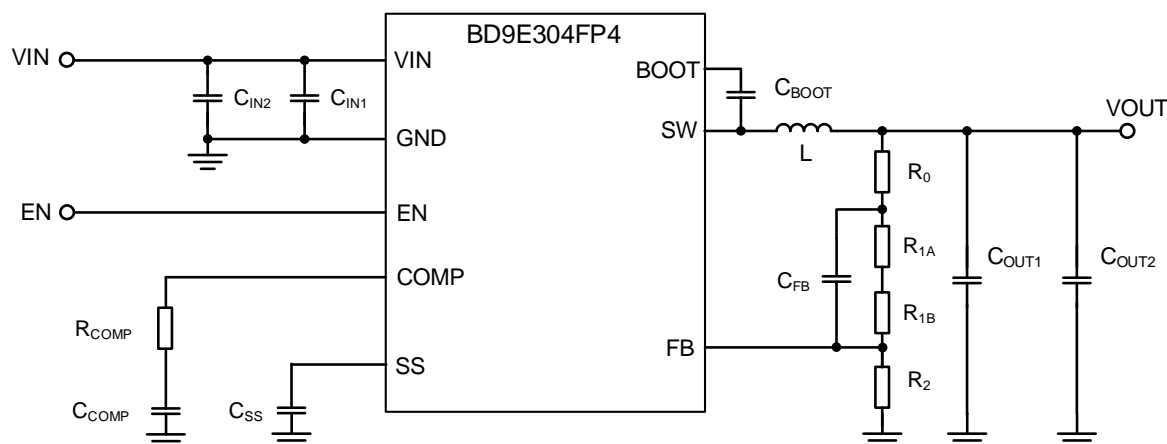 BD9E304FP4
VIN
VIN
BOOT
CBOOT
CIN2
CIN1
VOUT
SW
GND
L
R0
EN
EN
R1A
COMP
CFB
COUT1
COUT2
RCOMP
R1B
FB
SS
R2
CCOMP
CSS